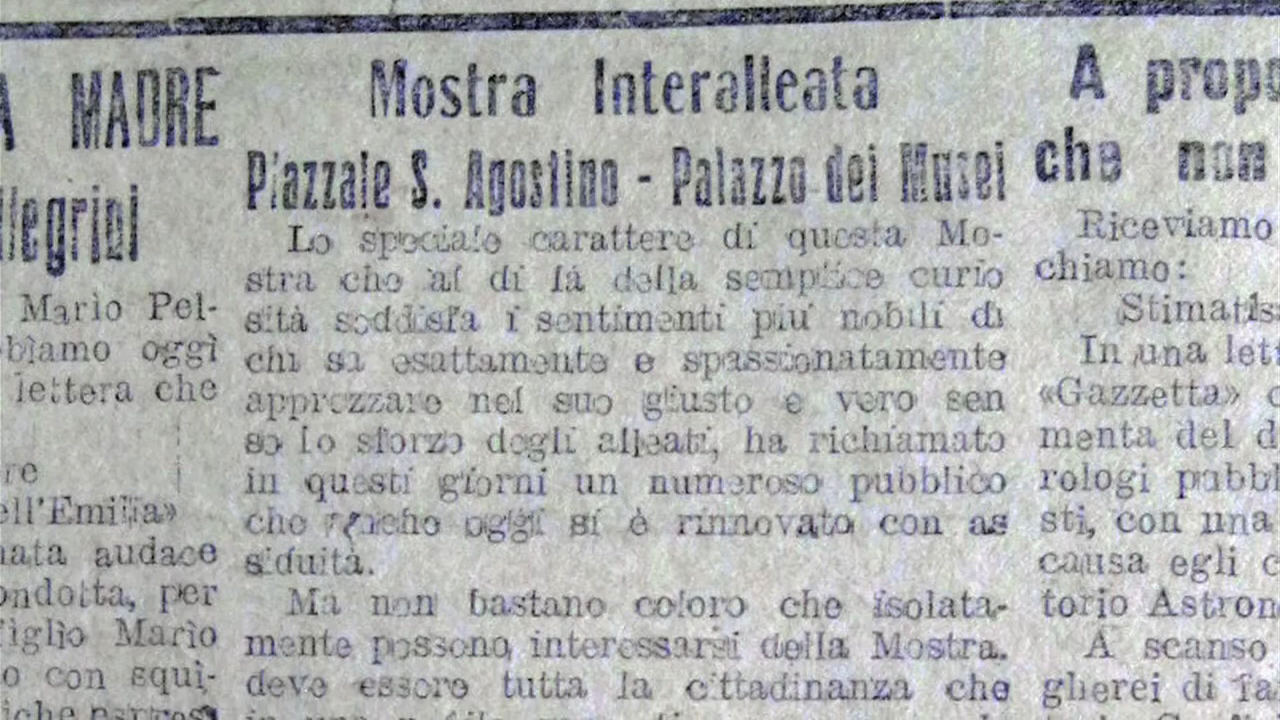 A MADRE
llegrini
Mario Pel-
bbiamo oggi
lettera che
re
ell'Emilia»
nata audace
ondotta, per
figlio Mario
o con squi-
Mostra Interalleata
Piazzale S. Agostino - Palazzo dei Musei
Lo speciale carattere di questa Mo-
stra che al di là della semplice curio
sità soddisfa i sentimenti piu' nobili di
chi sa esattamente e spassionatamente
apprezzare nel suo giusto e vero sen
so lo sforzo degli alleati, ha richiamato
in questi giorni un numeroso pubblico
che anche oggi si è rinnovato con as
siduità.
Ma non bastano coloro che isolata-
mente possono interessarsi della Mostra.
deve essere tutta la cittadinanza che
A propo
che non
Riceviamo
chiamo:
Stimatis
In una lett
«Gazzetta» c
menta del d
rologi pubbl
sti, con una
causa egli c
torio Astron
A scanso
gherei di fa